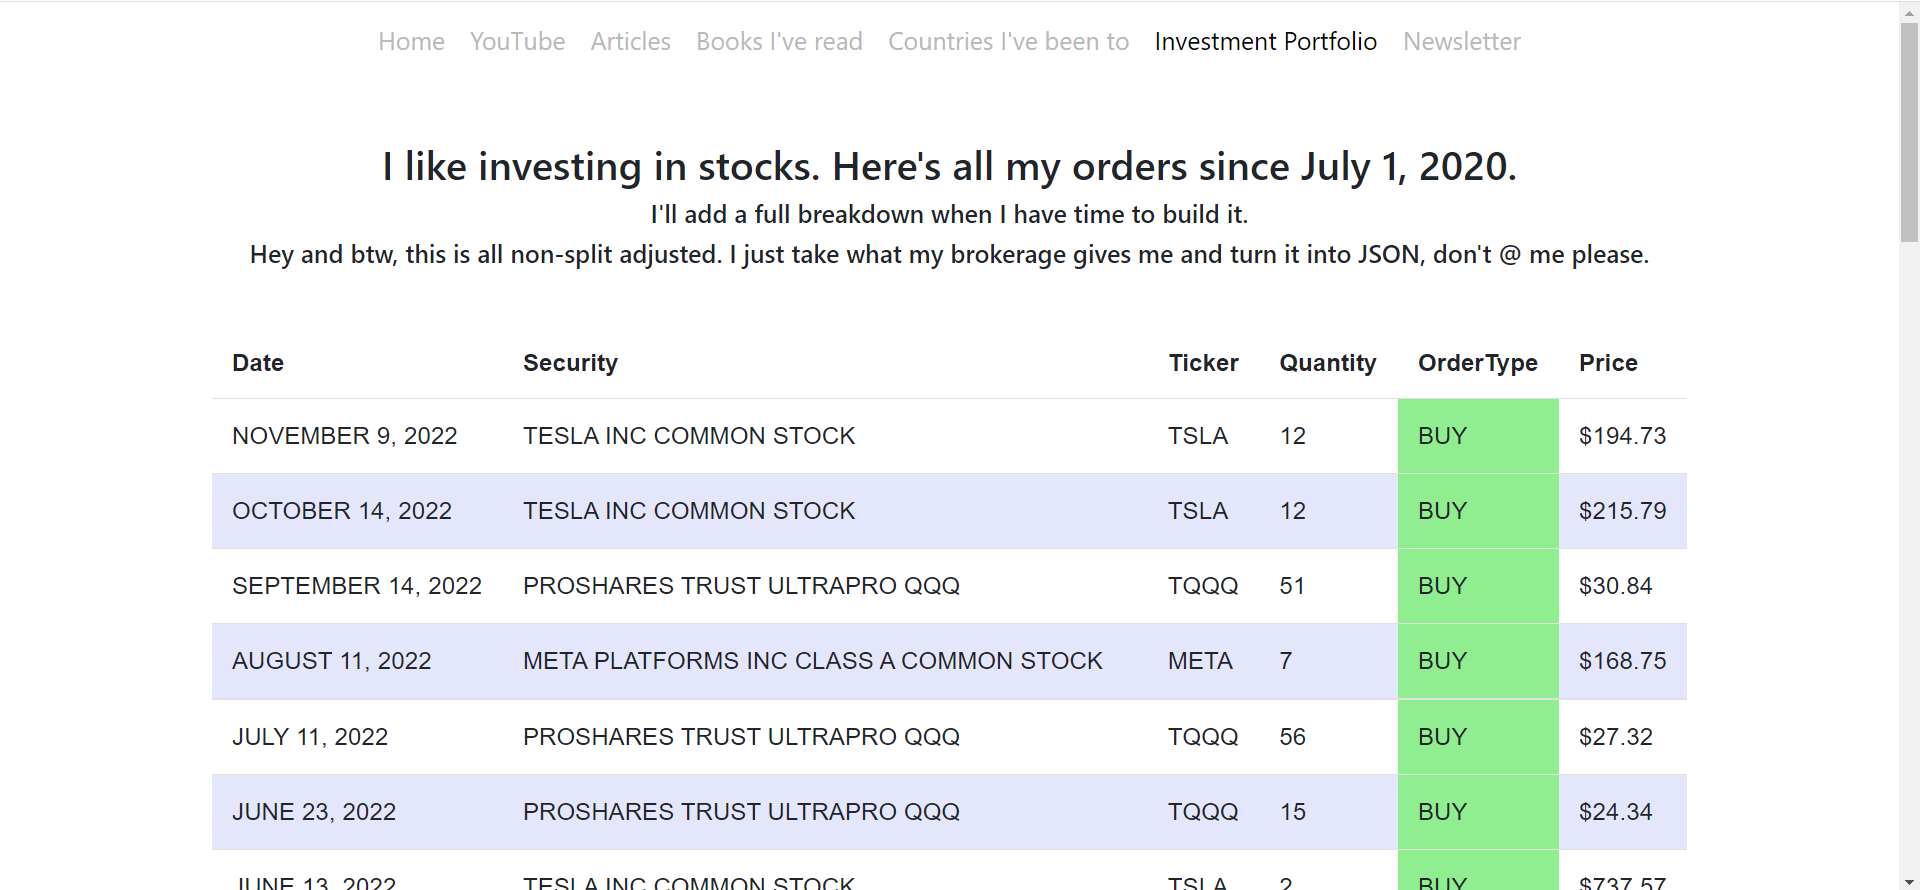 Home YouTube Articles Books I've read Countries I've been to Investment Portfolio Newsletter
I like investing in stocks. Here's all my orders since July 1, 2020.
I'll add a full breakdown when I have time to build it.
Hey and btw, this is all non-split adjusted. I just take what my brokerage gives me and turn it into JSON, don't @ me please.
Date Security Ticker Quantity OrderType Price
NOVEMBER 9, 2022 TESLA INC COMMON STOCK TSLA 12 BUY $194.73
OCTOBER 14, 2022 TESLA INC COMMON STOCK TSLA 12 BUY $215.79
SEPTEMBER 14, 2022 PROSHARES TRUST ULTRAPRO QQQ TQQQ 51 BUY $30.84
AUGUST 11, 2022 META PLATFORMS INC CLASS A COMMON STOCK META 7 BUY $168.75
JULY 11, 2022 PROSHARES TRUST ULTRAPRO QQQ TQQQ 56 BUY $27.32
JUNE 23, 2022 PROSHARES TRUST ULTRAPRO QQQ TQQQ 15 BUY $24.34
JUNE 13, 2022 TESLA INC COMMON STOCK TSLA 2 BUY $737.57